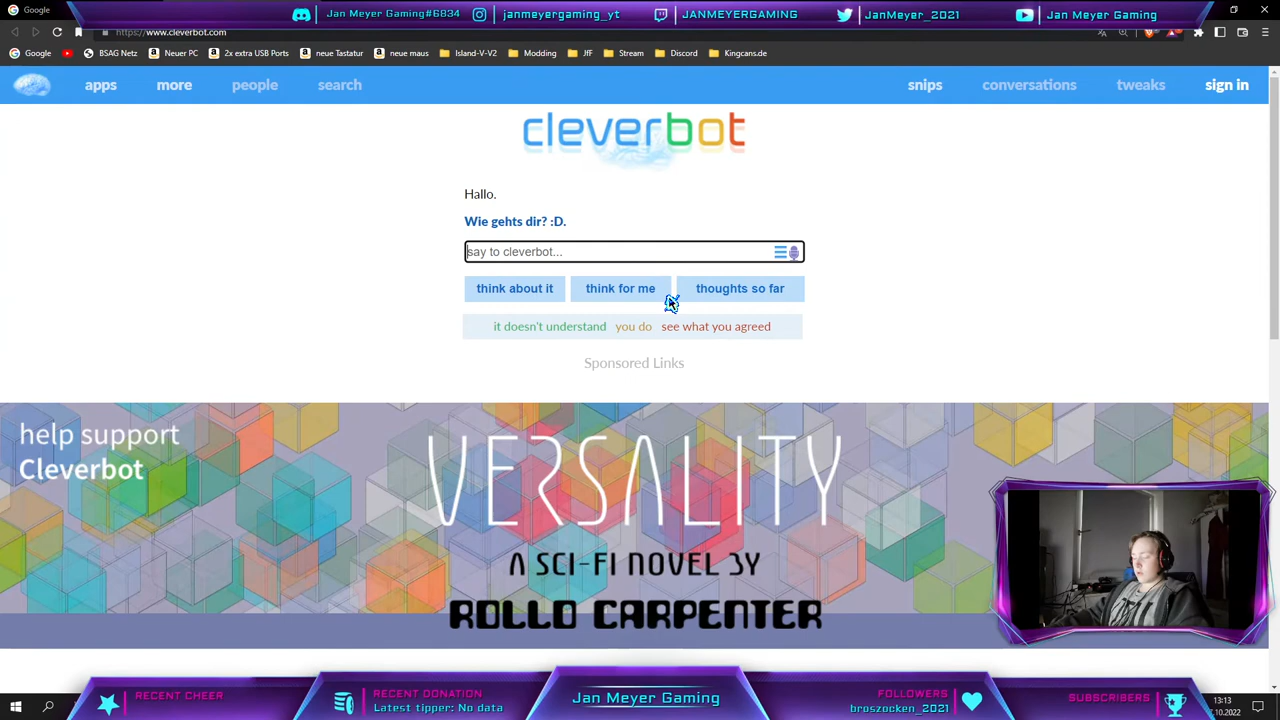 Google
Jan Meyer Gaming#6834
janmeyergaming_yt
JANMEYERGAMING
JanMeyer_2021
Jan Meyer Gaming
https://www.cleverbot.com
Google
BSAG Netz
Neuer PC
2x extra USB Ports
neue Tastatur
neue maus
Island-V-V2
JfF
Stream
Discord
Kingcans.de
apps
more
people
search
snips
conversations
tweaks
sign in
cleverbot
Hallo.
Wie gehts dir? :D.
say to cleverbot...
think about it
think for me
thoughts so far
it doesn't understand
you do
see what you agreed
Sponsored Links
help support
Cleverbot
VERSALITY
A SCI-FI NOVEL BY
ROLLO CARPENTER
RECENT CHEER
RECENT DONATION
Latest tipper: No data
Jan Meyer Gaming
FOLLOWERS
broszocken_2021
SUBSCRIBERS
13:13
.10.2022